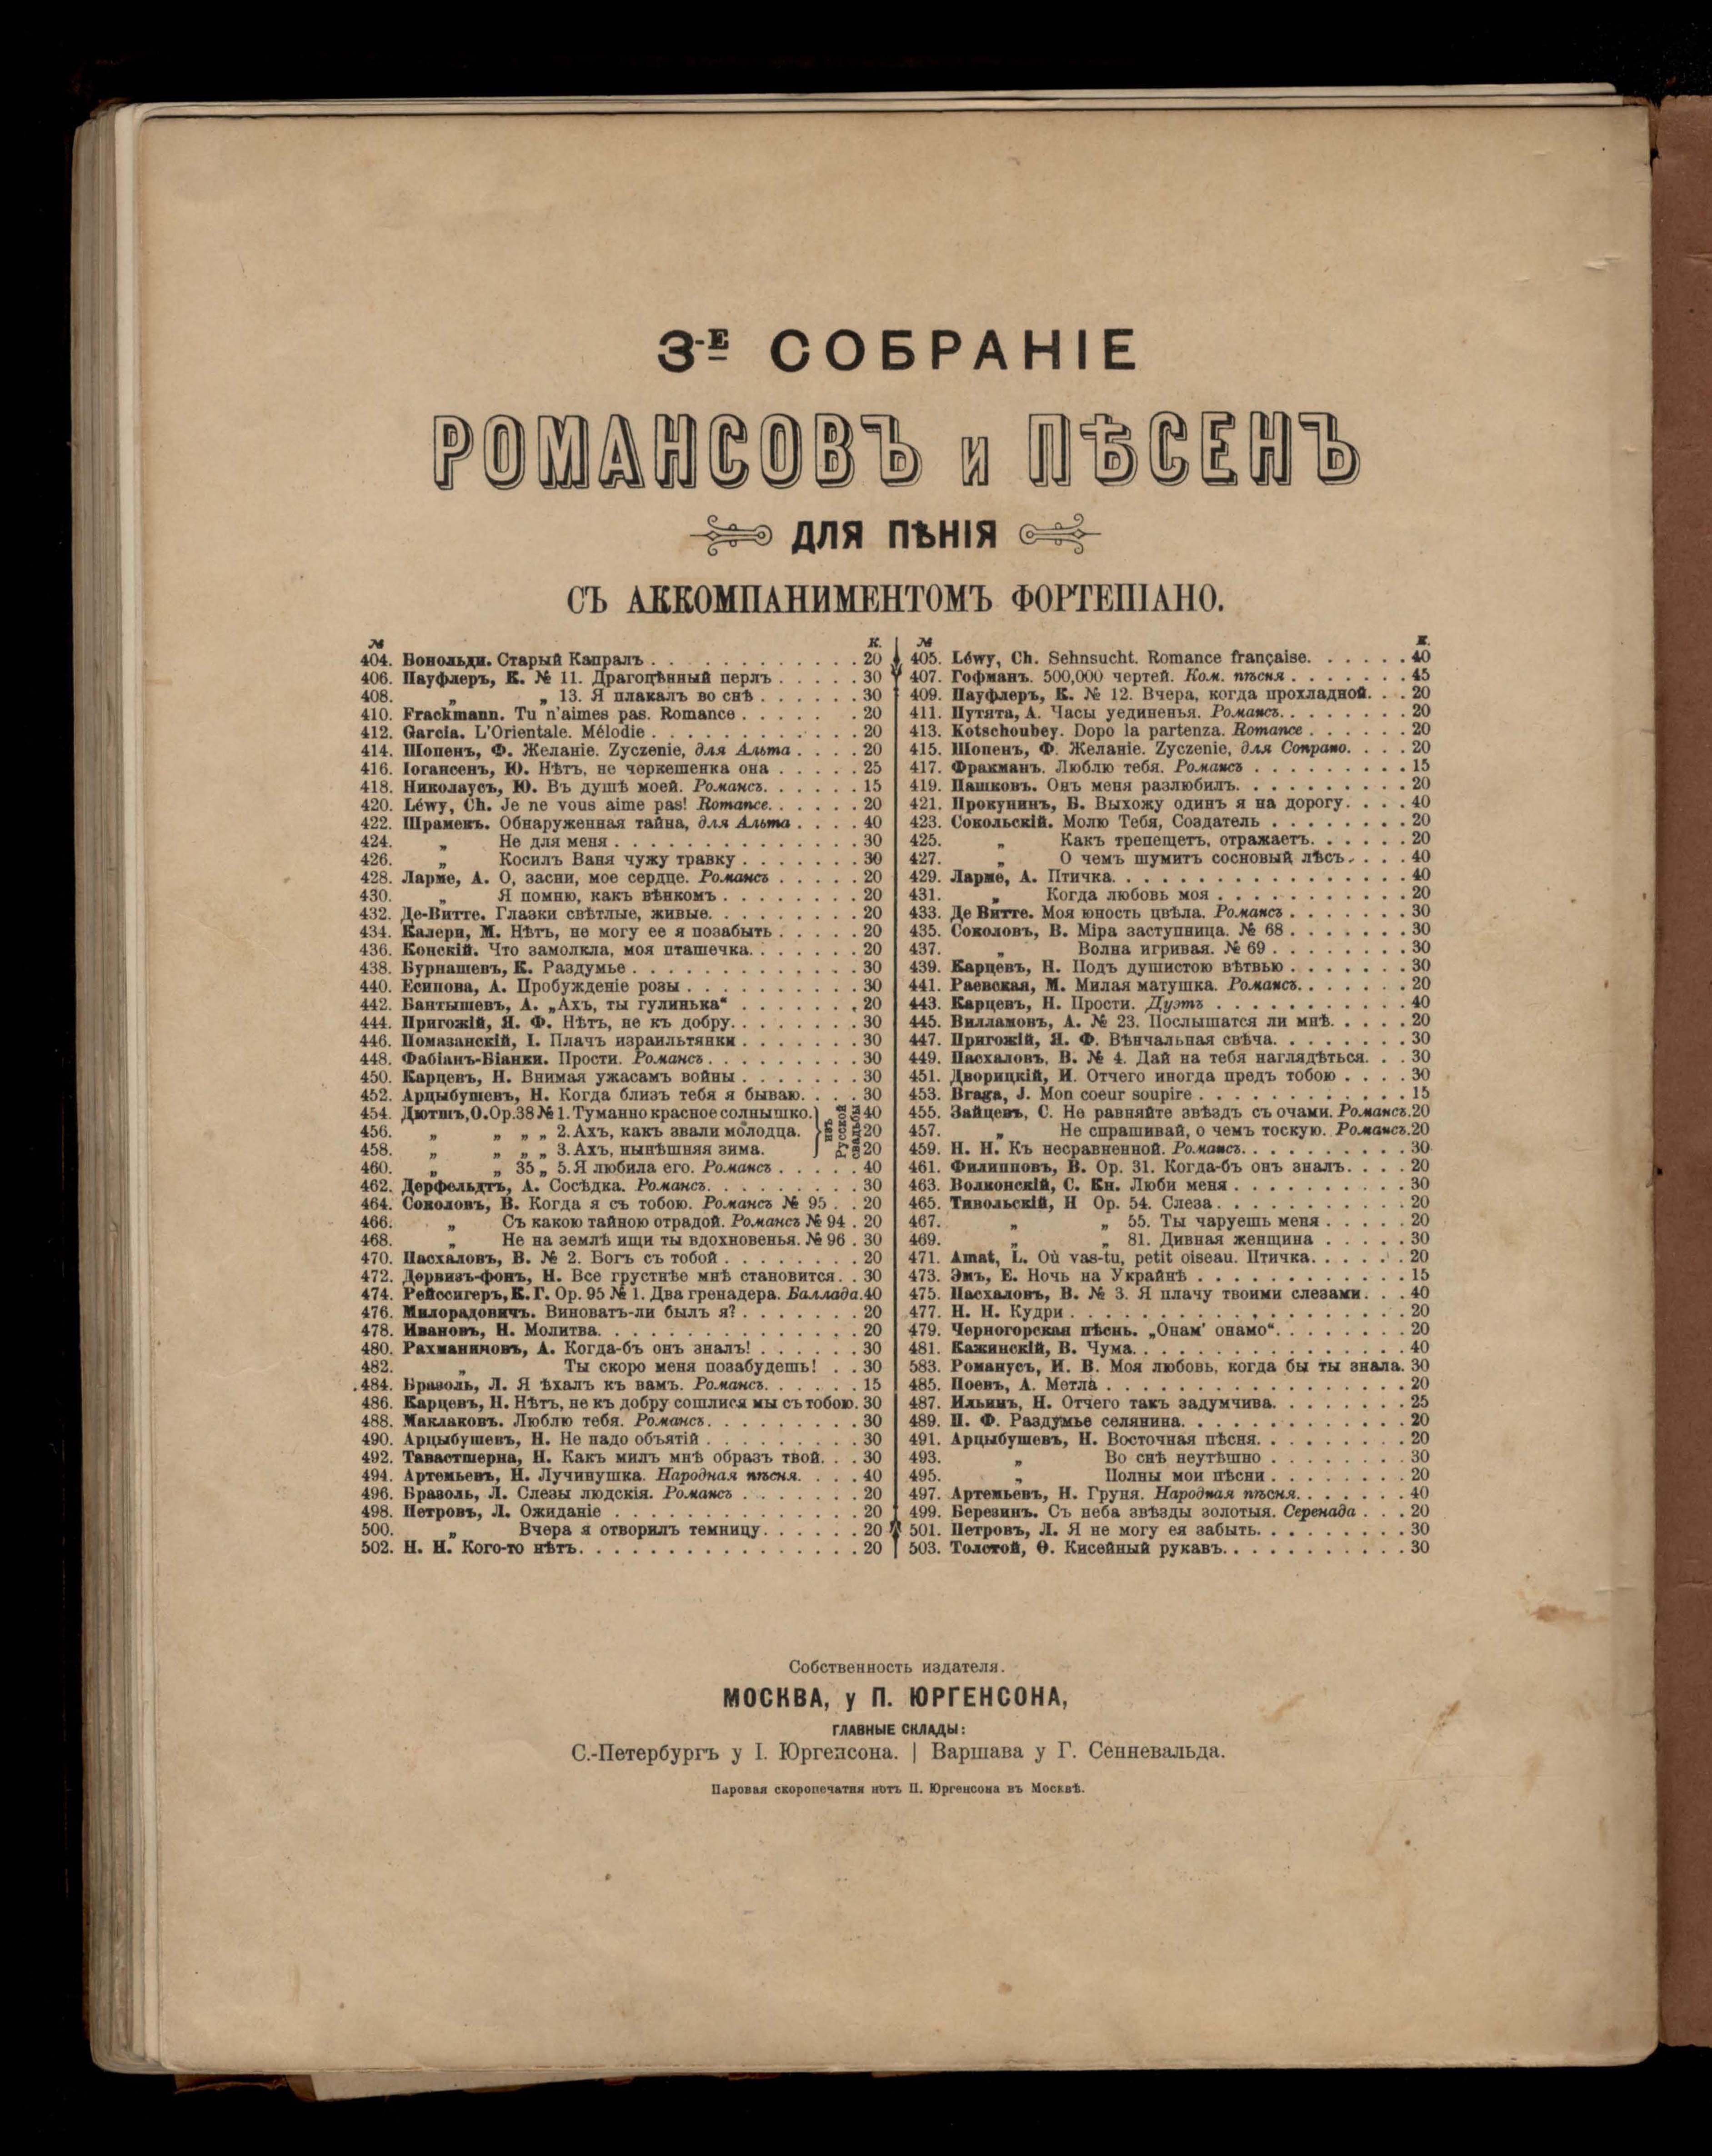 3-Е СОБРАНІЕ
РОМАНСОВЪ и ПѢСЕНЪ
ДЛЯ ПѢНІЯ
СЪ АККОМПАНИМЕНТОМЪ ФОРТЕПІАНО.
№ К.
404. Бонольди. Старый Капралъ . . . . . . . . . . . . 20
406. Пауфлеръ, К. № 11. Драгоцѣнный перлъ . . . . . 30
408. „ „ 13. Я плакалъ во снѣ . . . . . . 30
410. Frackmann. Tu n'aimes pas. Romance . . . . . . 20
412. Garcia. L'Orientale. Mélodie . . . . . . . . . . . . 20
414. Шопенъ, Ф. Желаніе. Zyczenie, для Альта . . . . 20
416. Іогансенъ, Ю. Нѣтъ, не черкешенка она . . . . . 25
418. Николаусъ, Ю. Въ душѣ моей. Романсъ. . . . . . 15
420. Léwy, Ch. Je ne vous aime pas! Romance. . . . . . 20
422. Шрамекъ. Обнаруженная тайна, для Альта . . . . 40
424. „ Не для меня . . . . . . . . . . . . . . 30
426. „ Косилъ Ваня чужу травку . . . . . . . 30
428. Ларме, А. О, засни, мое сердце. Романсъ . . . . . 20
430. „ Я помню, какъ вѣнкомъ . . . . . . . . 20
432. Де-Витте. Глазки свѣтлые, живые. . . . . . . . . 20
434. Калери, М. Нѣтъ, не могу ее я позабыть . . . . . 20
436. Конскій. Что замолкла, моя пташечка. . . . . . . 20
438. Бурнашевъ, К. Раздумье . . . . . . . . . . . . . 30
440. Есипова, А. Пробужденіе розы . . . . . . . . . . 30
442. Бантышевъ, А. „Ахъ, ты гулинька“ . . . . . . . 20
444. Пригожій, Я. Ф. Нѣтъ, не къ добру. . . . . . . . 30
446. Помазанскій, І. Плачъ израильтянки . . . . . . . 30
448. Фабіанъ-Біанки. Прости. Романсъ . . . . . . . . . 30
450. Карцевъ, Н. Внимая ужасамъ войны . . . . . . . 30
452. Арцыбушевъ, Н. Когда близъ тебя я бываю. . . . 30
454. Дютшъ, О. Op. 38 № 1. Туманно красное солнышко. } изъ Русской свадьбы 40
456. „ „ „ „ 2. Ахъ, какъ звали молодца. 20
458. „ „ „ „ 3. Ахъ, нынѣшняя зима. 20
460. „ „ 35 „ 5. Я любила его. Романсъ . . . . . 40
462. Дерфельдтъ, А. Сосѣдка. Романсъ. . . . . . . . . 30
464. Соколовъ, В. Когда я съ тобою. Романсъ № 95 . . 20
466. „ Съ какою тайною отрадой. Романсъ № 94 . 20
468. „ Не на землѣ ищи ты вдохновенья. № 96 . 30
470. Пасхаловъ, В. № 2. Богъ съ тобой . . . . . . . . 20
472. Дервизъ-фонъ, Н. Все грустнѣе мнѣ становится. . 30
474. Рейссигеръ, К. Г. Op. 95 № 1. Два гренадера. Баллада. 40
476. Милорадовичъ. Виноватъ-ли былъ я? . . . . . . . 20
478. Ивановъ, Н. Молитва. . . . . . . . . . . . . . . 20
480. Рахманиновъ, А. Когда-бъ онъ зналъ! . . . . . . 30
482. „ Ты скоро меня позабудешь! . . 30
484. Бразоль, Л. Я ѣхалъ къ вамъ. Романсъ. . . . . . 15
486. Карцевъ, Н. Нѣтъ, не къ добру сошлися мы съ тобою. 30
488. Маклаковъ. Люблю тебя. Романсъ. . . . . . . . . 30
490. Арцыбушевъ, Н. Не надо объятій . . . . . . . . . 30
492. Тавастшерна, Н. Какъ милъ мнѣ образъ твой. . . 30
494. Артемьевъ, Н. Лучинушка. Народная пѣсня. . . . 40
496. Бразоль, Л. Слезы людскія. Романсъ . . . . . . . 20
498. Петровъ, Л. Ожиданіе . . . . . . . . . . . . . . 20
500. „ Вчера я отворилъ темницу. . . . . . 20
502. Н. Н. Кого-то нѣтъ. . . . . . . . . . . . . . . . 20
№ К.
405. Léwy, Ch. Sehnsucht. Romance française. . . . . . 40
407. Гофманъ. 500,000 чертей. Ком. пѣсня . . . . . . . 45
409. Пауфлеръ, К. № 12. Вчера, когда прохладной. . . 20
411. Путята, А. Часы уединенья. Романсъ. . . . . . . . 20
413. Kotschoubey. Dopo la partenza. Romance . . . . . . 20
415. Шопенъ, Ф. Желаніе. Zyczenie, для Сопрано. . . . 20
417. Фракманъ. Люблю тебя. Романсъ . . . . . . . . . 15
419. Пашковъ. Онъ меня разлюбилъ. . . . . . . . . . 20
421. Прокунинъ, В. Выхожу одинъ я на дорогу. . . . 40
423. Сокольскій. Молю Тебя, Создатель . . . . . . . . 20
425. „ Какъ трепещетъ, отражаетъ. . . . . . 20
427. „ О чемъ шумитъ сосновый лѣсъ. . . . 40
429. Ларме, А. Птичка. . . . . . . . . . . . . . . . . 40
431. „ Когда любовь моя . . . . . . . . . . . 20
433. Де Витте. Моя юность цвѣла. Романсъ . . . . . . . 30
435. Соколовъ, В. Міра заступница. № 68 . . . . . . . 30
437. „ Волна игривая. № 69 . . . . . . . . 30
439. Карцевъ, Н. Подъ душистою вѣтвью . . . . . . . 30
441. Раевская, М. Милая матушка. Романсъ. . . . . . . 20
443. Карцевъ, Н. Прости. Дуэтъ . . . . . . . . . . . 40
445. Вилламовъ, А. № 23. Послышатся ли мнѣ. . . . . 20
447. Пригожій, Я. Ф. Вѣнчальная свѣча. . . . . . . . 30
449. Пасхаловъ, В. № 4. Дай на тебя наглядѣться. . . 30
451. Дворицкій, И. Отчего иногда предъ тобою . . . . 30
453. Braga, J. Mon coeur soupire . . . . . . . . . . . . 15
455. Зайцевъ, С. Не равняйте звѣздъ съ очами. Романсъ. 20
457. „ Не спрашивай, о чемъ тоскую. Романсъ. 20
459. Н. Н. Къ несравненной. Романсъ. . . . . . . . . . 30
461. Филипповъ, В. Op. 31. Когда-бъ онъ зналъ. . . . 20
463. Волконскій, С. Кн. Люби меня . . . . . . . . . . 30
465. Тивольскій, Н Op. 54. Слеза . . . . . . . . . . . 20
467. „ „ 55. Ты чаруешь меня . . . . . 20
469. „ „ 81. Дивная женщина . . . . . 30
471. Amat, L. Où vas-tu, petit oiseau. Птичка. . . . . . 20
473. Эмъ, Е. Ночь на Украйнѣ . . . . . . . . . . . . 15
475. Пасхаловъ, В. № 3. Я плачу твоими слезами. . . 40
477. Н. Н. Кудри . . . . . . . . . . . . . . . . . . . 20
479. Черногорская пѣснь. „Онам' онамо“. . . . . . . . 20
481. Кажинскій, В. Чума. . . . . . . . . . . . . . . . 40
583. Романусъ, И. В. Моя любовь, когда бы ты знала. 30
485. Поевъ, А. Метла . . . . . . . . . . . . . . . . . 20
487. Ильинъ, Н. Отчего такъ задумчива. . . . . . . . 25
489. П. Ф. Раздумье селянина. . . . . . . . . . . . . 20
491. Арцыбушевъ, Н. Восточная пѣсня. . . . . . . . . 20
493. „ Во снѣ неутѣшно . . . . . . . . 30
495. „ Полны мои пѣсни . . . . . . . . 20
497. Артемьевъ, Н. Груня. Народная пѣсня. . . . . . . 40
499. Березинъ. Съ неба звѣзды золотыя. Серенада . . . 20
501. Петровъ, Л. Я не могу ея забыть. . . . . . . . . 30
503. Толстой, Ѳ. Кисейный рукавъ. . . . . . . . . . . 30
Собственность издателя.
МОСКВА, у П. ЮРГЕНСОНА,
ГЛАВНЫЕ СКЛАДЫ:
С.-Петербургъ у І. Юргенсона. | Варшава у Г. Сенневальда.
Паровая скоропечатня нотъ П. Юргенсона въ Москвѣ.